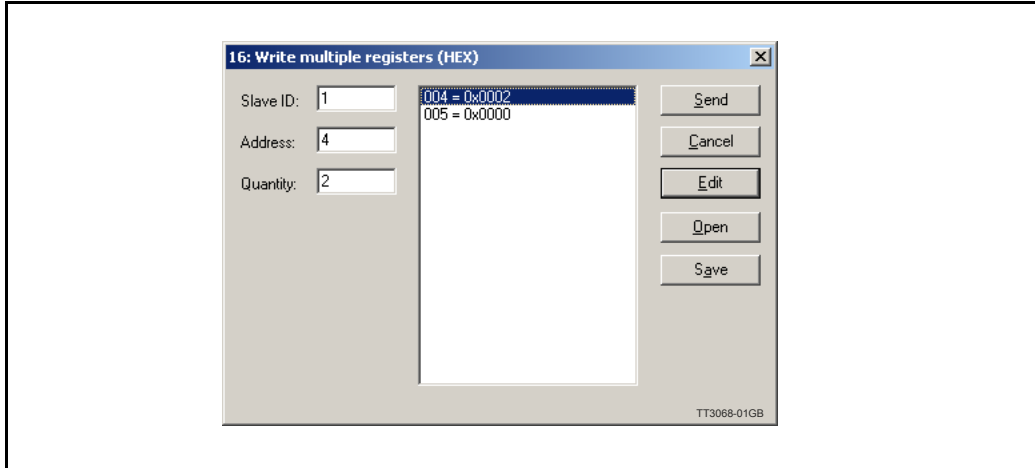 16: Write multiple registers (HEX)
Slave ID: 1
Address: 4
Quantity: 2
004 = 0x0002
005 = 0x0000
Send
Cancel
Edit
Open
Save
TT3068-01GB